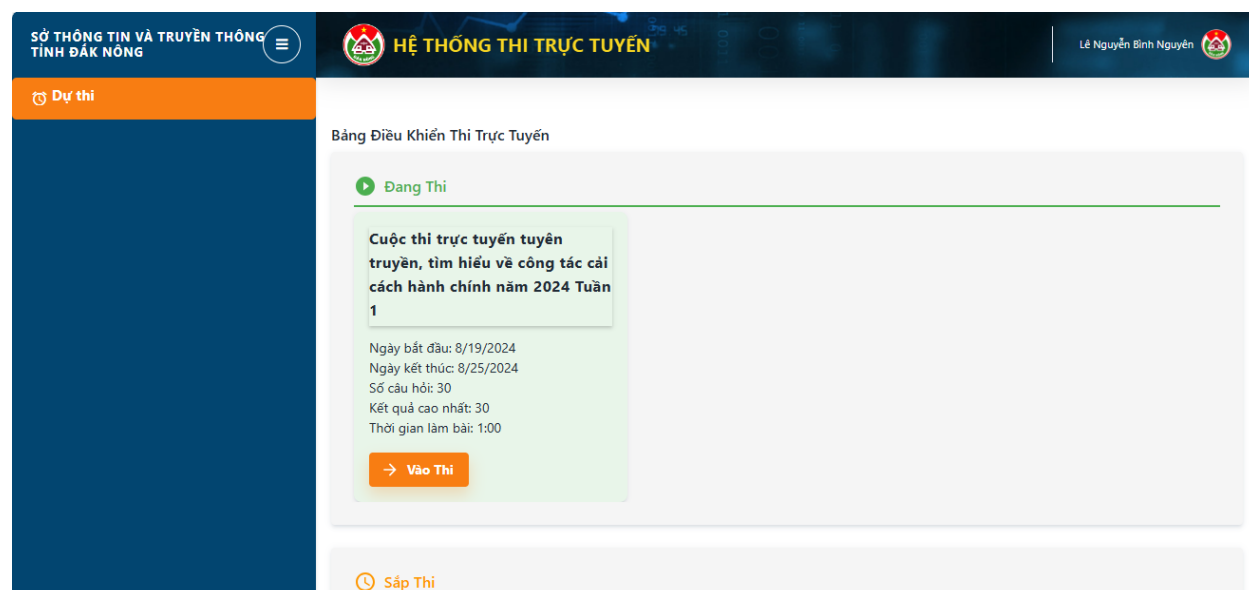 SỞ THÔNG TIN VÀ TRUYỀN THÔNG
TỈNH ĐẮK NÔNG
HỆ THỐNG THI TRỰC TUYẾN
Lê Nguyễn Bình Nguyên
Dự thi
Bảng Điều Khiển Thi Trực Tuyến
Đang Thi
Cuộc thi trực tuyến tuyên
truyền, tìm hiểu về công tác cải
cách hành chính năm 2024 Tuần
1
Ngày bắt đầu: 8/19/2024
Ngày kết thúc: 8/25/2024
Số câu hỏi: 30
Kết quả cao nhất: 30
Thời gian làm bài: 1:00
Vào Thi
Sắp Thi